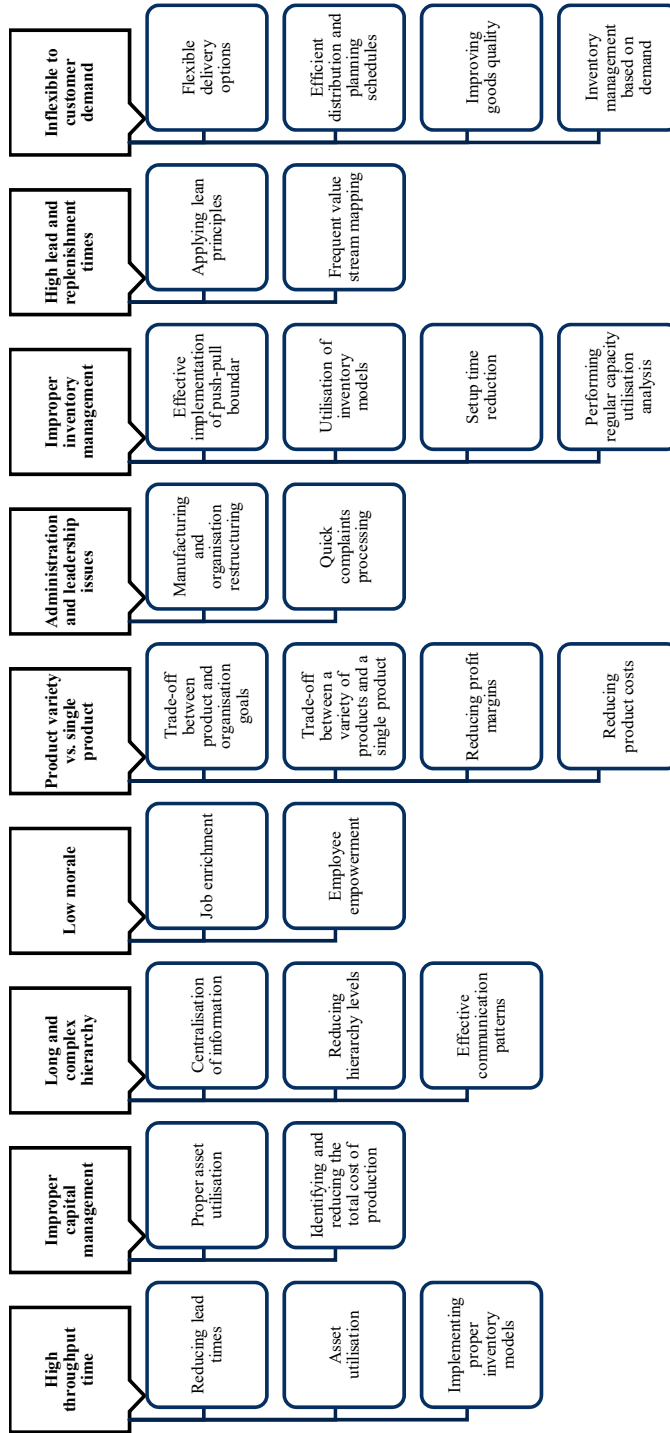 High
throughput
time
Reducing lead
times
Asset
utilisation
Implementing
proper
inventory
models
Improper
capital
management
Proper asset
utilisation
Identifying and
reducing the
total cost of
production
Long and
complex
hierarchy
Centralisation
of information
Reducing
hierarchy levels
Effective
communication
patterns
Low morale
Job enrichment
Employee
empowerment
Product variety
vs. single
product
Trade-off
between
product and
organisation
goals
Trade-off
between a
variety of
products and a
single product
Reducing profit
margins
Reducing
product costs
Administration
and leadership
issues
Manufacturing
and
organisation
restructuring
Quick
complaints
processing
Improper
inventory
management
Effective
implementation
of push-pull
boundar
Utilisation of
inventory
models
Setup time
reduction
Performing
regular capacity
utilisation
analysis
High lead and
replenishment
times
Applying lean
principles
Frequent value
stream mapping
Inflexible to
customer
demand
Flexible
delivery
options
Efficient
distribution and
planning
schedules
Improving
goods quality
Inventory
management
based on
demand